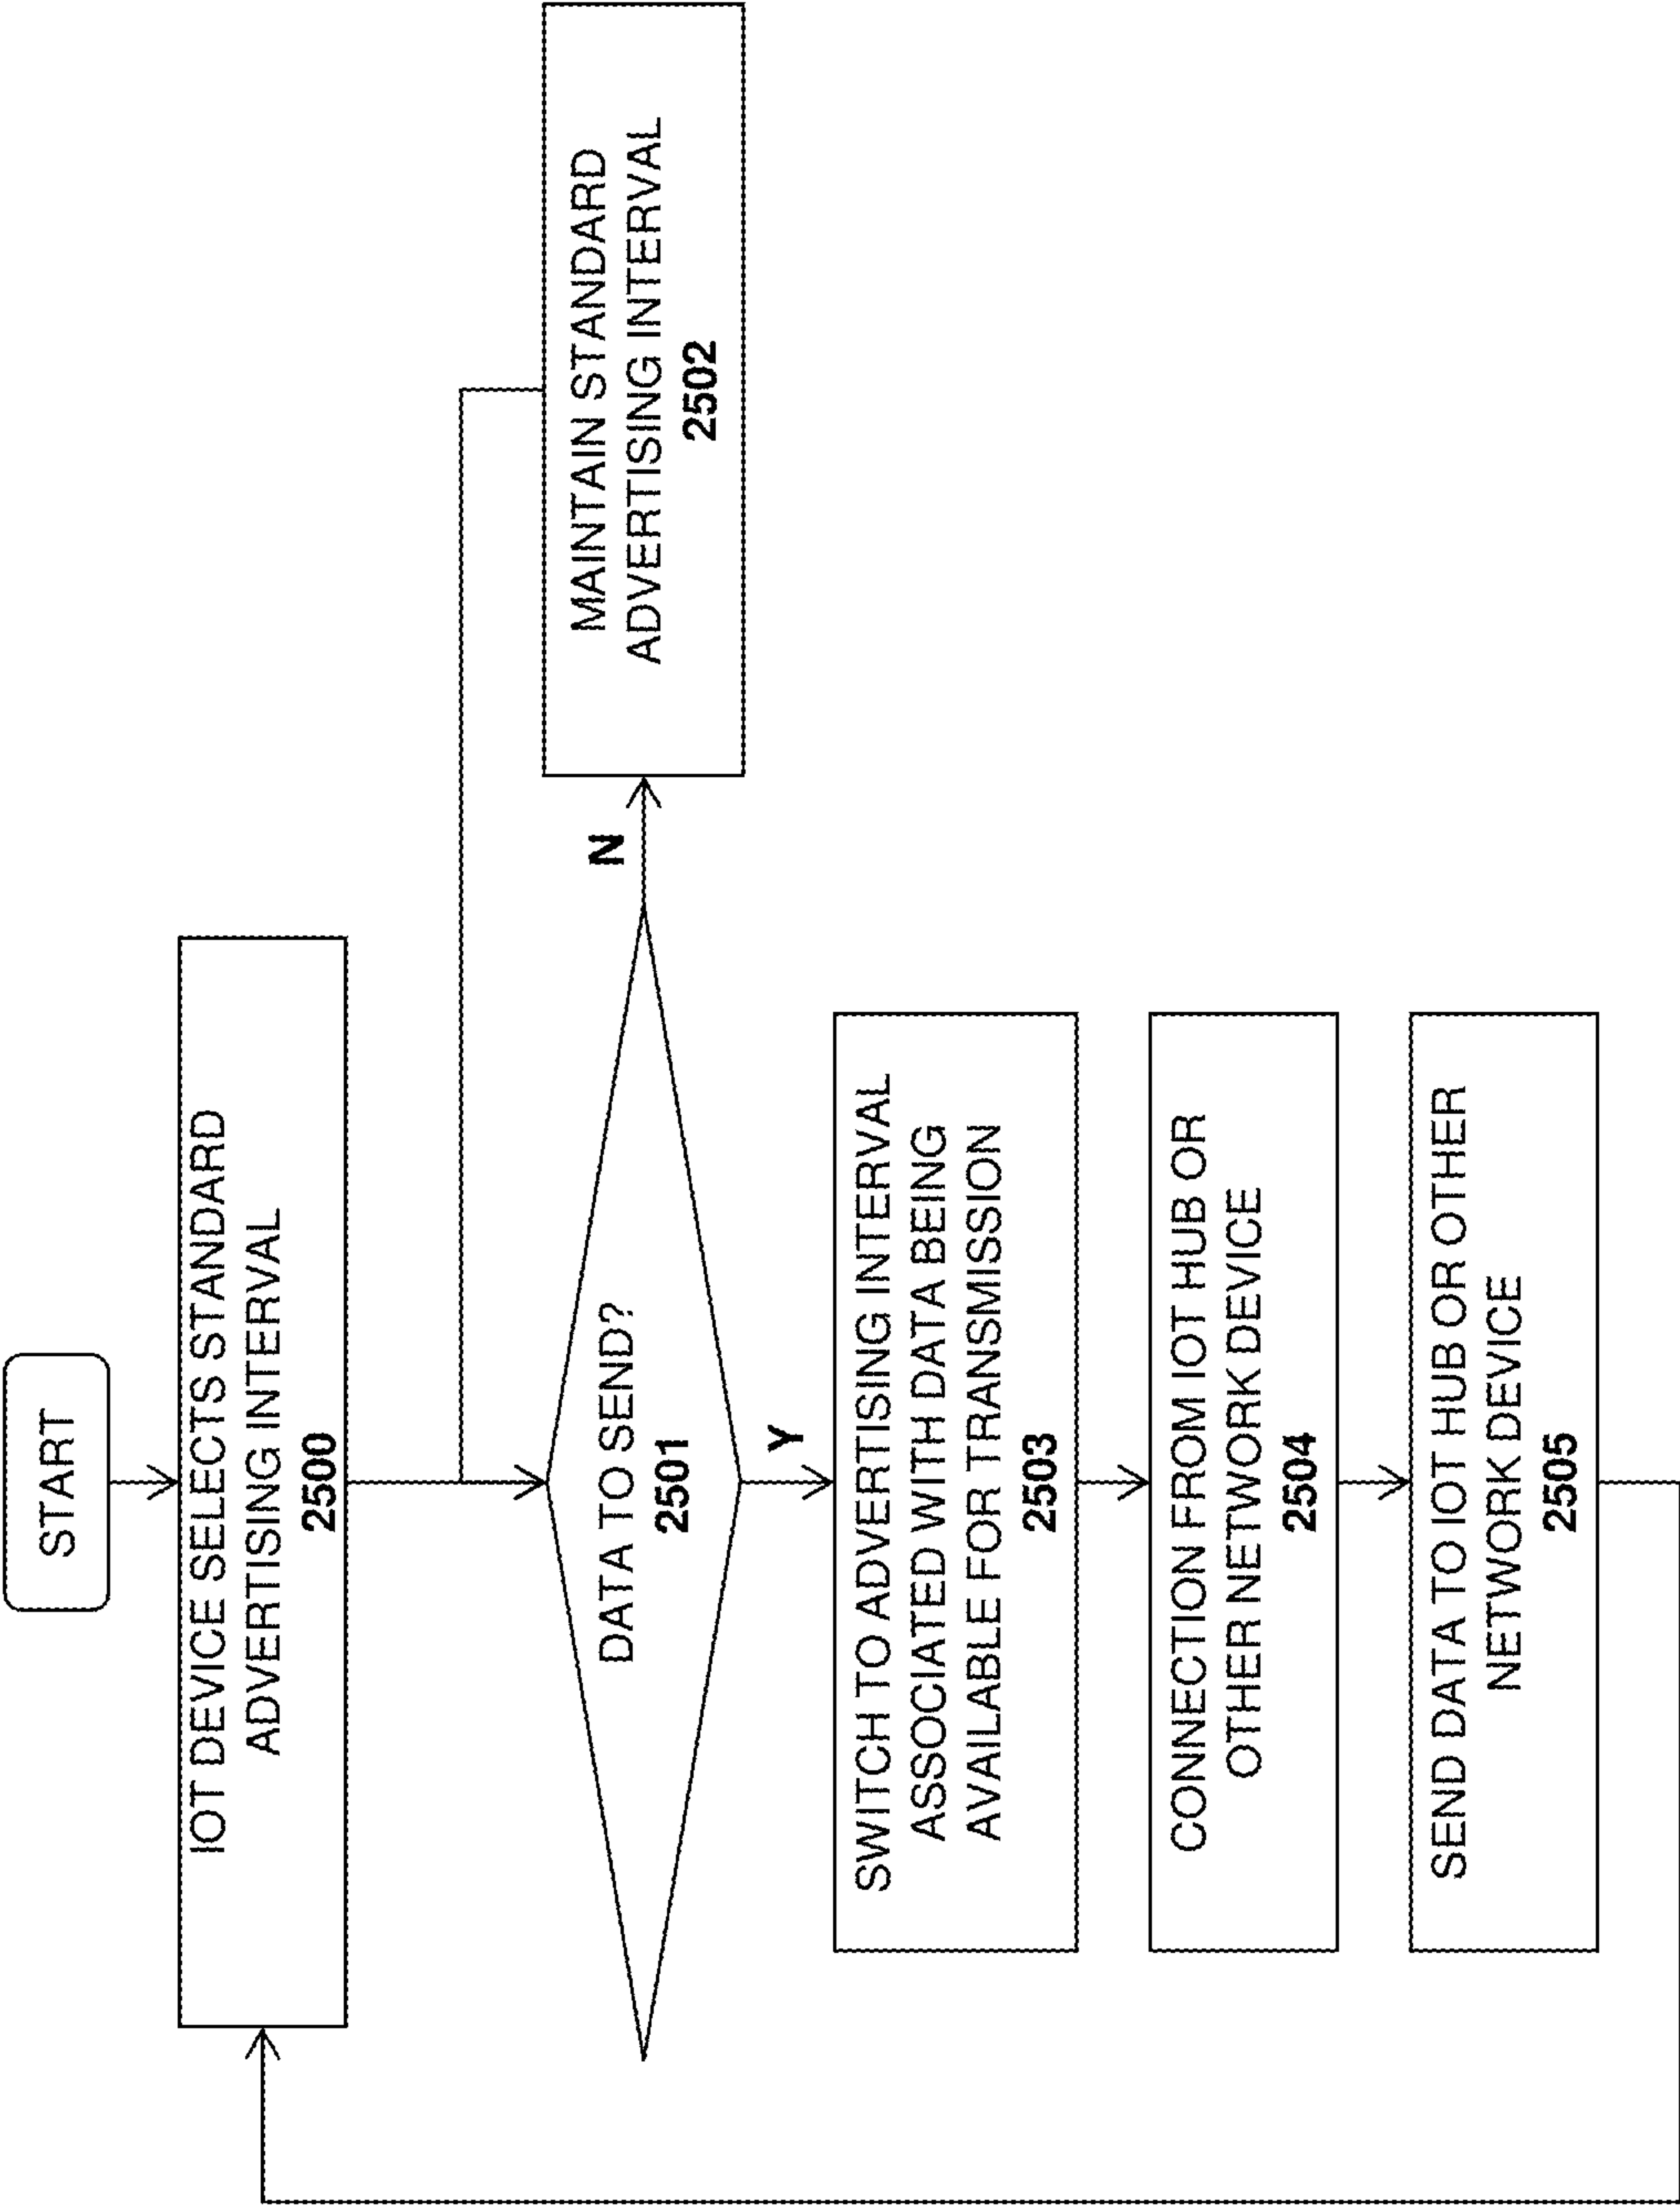 START
IOT DEVICE SELECTS STANDARD
ADVERTISING INTERVAL
2500
DATA TO SEND?
2501
N
MAINTAIN STANDARD
ADVERTISING INTERVAL
2502
Y
SWITCH TO ADVERTISING INTERVAL
ASSOCIATED WITH DATA BEING
AVAILABLE FOR TRANSMISSION
2503
CONNECTION FROM IOT HUB OR
OTHER NETWORK DEVICE
2504
SEND DATA TO IOT HUB OR OTHER
NETWORK DEVICE
2505